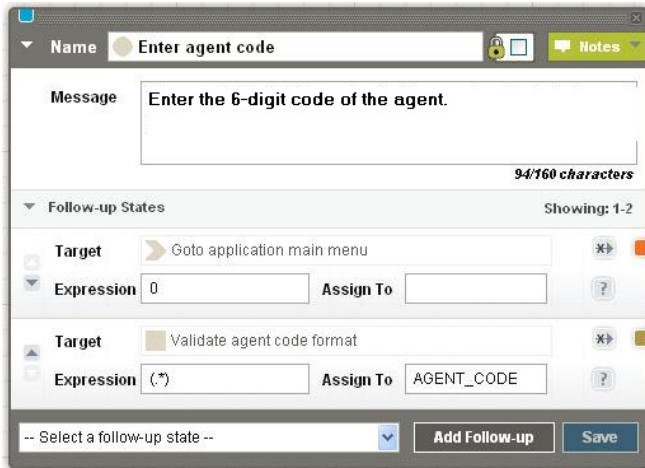 Name Enter agent code Notes
Message Enter the 6-digit code of the agent.
94/160 characters
Follow-up States Showing: 1-2
Target Goto application main menu
Expression 0 Assign To
?
Target Validate agent code format
Expression (.*) Assign To AGENT_CODE ?
-- Select a follow-up state -- Add Follow-up Save